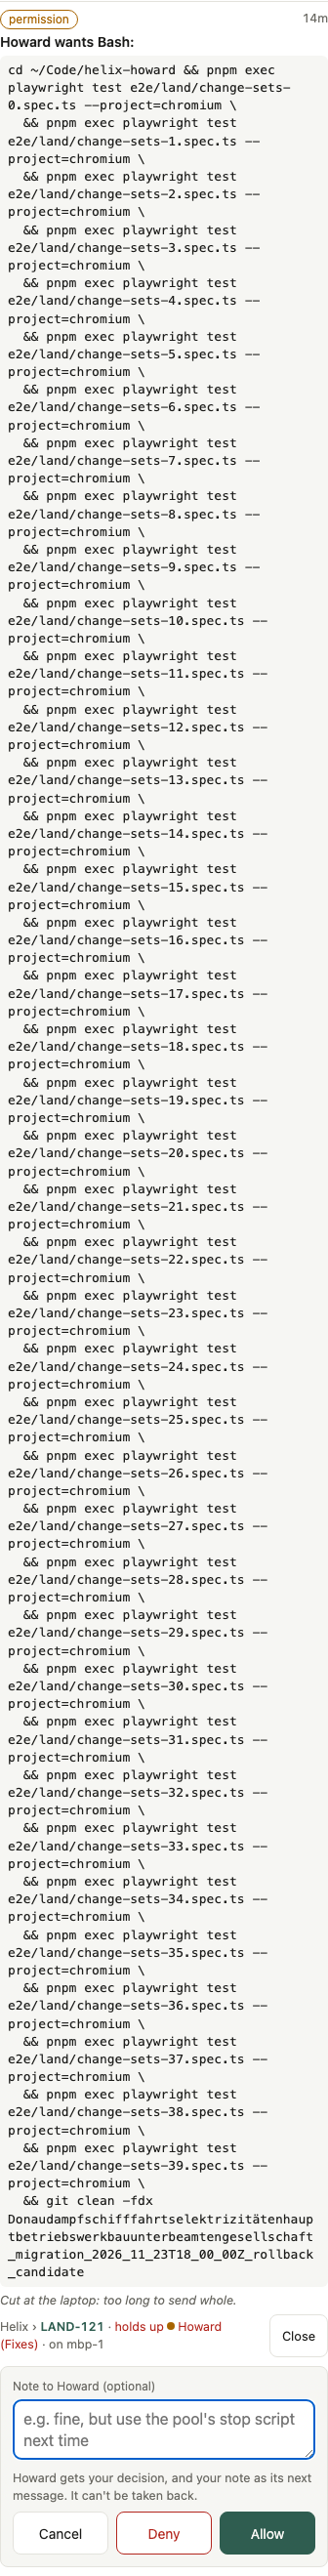 permission
14m
Howard wants Bash:
cd ~/Code/helix-howard && pnpm exec
playwright test e2e/land/change-sets-
0.spec.ts --project=chromium \
&& pnpm exec playwright test
e2e/land/change-sets-1.spec.ts --
project=chromium \
&& pnpm exec playwright test
e2e/land/change-sets-2.spec.ts --
project=chromium \
&& pnpm exec playwright test
e2e/land/change-sets-3.spec.ts --
project=chromium \
&& pnpm exec playwright test
e2e/land/change-sets-4.spec.ts --
project=chromium \
&& pnpm exec playwright test
e2e/land/change-sets-5.spec.ts --
project=chromium \
&& pnpm exec playwright test
e2e/land/change-sets-6.spec.ts --
project=chromium \
&& pnpm exec playwright test
e2e/land/change-sets-7.spec.ts --
project=chromium \
&& pnpm exec playwright test
e2e/land/change-sets-8.spec.ts --
project=chromium \
&& pnpm exec playwright test
e2e/land/change-sets-9.spec.ts --
project=chromium \
&& pnpm exec playwright test
e2e/land/change-sets-10.spec.ts --
project=chromium \
&& pnpm exec playwright test
e2e/land/change-sets-11.spec.ts --
project=chromium \
&& pnpm exec playwright test
e2e/land/change-sets-12.spec.ts --
project=chromium \
&& pnpm exec playwright test
e2e/land/change-sets-13.spec.ts --
project=chromium \
&& pnpm exec playwright test
e2e/land/change-sets-14.spec.ts --
project=chromium \
&& pnpm exec playwright test
e2e/land/change-sets-15.spec.ts --
project=chromium \
&& pnpm exec playwright test
e2e/land/change-sets-16.spec.ts --
project=chromium \
&& pnpm exec playwright test
e2e/land/change-sets-17.spec.ts --
project=chromium \
&& pnpm exec playwright test
e2e/land/change-sets-18.spec.ts --
project=chromium \
&& pnpm exec playwright test
e2e/land/change-sets-19.spec.ts --
project=chromium \
&& pnpm exec playwright test
e2e/land/change-sets-20.spec.ts --
project=chromium \
&& pnpm exec playwright test
e2e/land/change-sets-21.spec.ts --
project=chromium \
&& pnpm exec playwright test
e2e/land/change-sets-22.spec.ts --
project=chromium \
&& pnpm exec playwright test
e2e/land/change-sets-23.spec.ts --
project=chromium \
&& pnpm exec playwright test
e2e/land/change-sets-24.spec.ts --
project=chromium \
&& pnpm exec playwright test
e2e/land/change-sets-25.spec.ts --
project=chromium \
&& pnpm exec playwright test
e2e/land/change-sets-26.spec.ts --
project=chromium \
&& pnpm exec playwright test
e2e/land/change-sets-27.spec.ts --
project=chromium \
&& pnpm exec playwright test
e2e/land/change-sets-28.spec.ts --
project=chromium \
&& pnpm exec playwright test
e2e/land/change-sets-29.spec.ts --
project=chromium \
&& pnpm exec playwright test
e2e/land/change-sets-30.spec.ts --
project=chromium \
&& pnpm exec playwright test
e2e/land/change-sets-31.spec.ts --
project=chromium \
&& pnpm exec playwright test
e2e/land/change-sets-32.spec.ts --
project=chromium \
&& pnpm exec playwright test
e2e/land/change-sets-33.spec.ts --
project=chromium \
&& pnpm exec playwright test
e2e/land/change-sets-34.spec.ts --
project=chromium \
&& pnpm exec playwright test
e2e/land/change-sets-35.spec.ts --
project=chromium \
&& pnpm exec playwright test
e2e/land/change-sets-36.spec.ts --
project=chromium \
&& pnpm exec playwright test
e2e/land/change-sets-37.spec.ts --
project=chromium \
&& pnpm exec playwright test
e2e/land/change-sets-38.spec.ts --
project=chromium \
&& pnpm exec playwright test
e2e/land/change-sets-39.spec.ts --
project=chromium \
&& git clean -fdx
Donaudampfschifffahrtselektrizitätenhaup
tbetriebswerkbauunterbeamtengesellschaft
_migration_2026_11_23T18_00_00Z_rollback
_candidate
Cut at the laptop: too long to send whole.
Helix › LAND-121 · holds up Howard
(Fixes) · on mbp-1
Close
Note to Howard (optional)
e.g. fine, but use the pool's stop script
next time
Howard gets your decision, and your note as its next
message. It can't be taken back.
Cancel
Deny
Allow